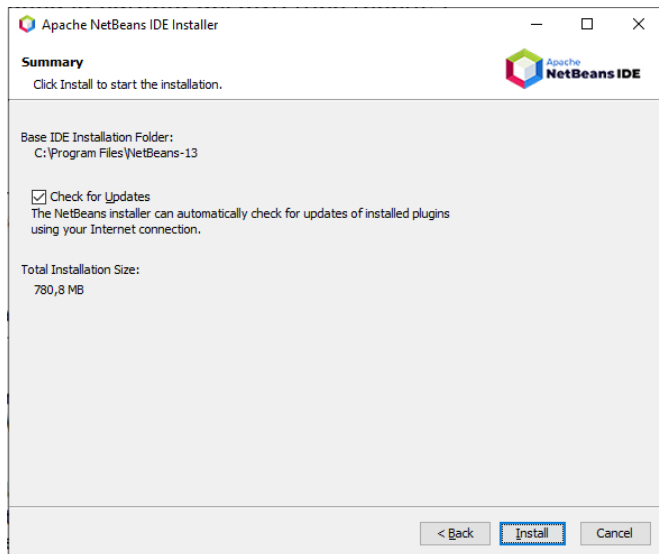 Apache NetBeans IDE Installer
Summary
Click Install to start the installation.
Apache
NetBeans IDE
Base IDE Installation Folder:
C:\Program Files\NetBeans-13
Check for Updates
The NetBeans installer can automatically check for updates of installed plugins
using your Internet connection.
Total Installation Size:
780,8 MB
< Back
Install
Cancel